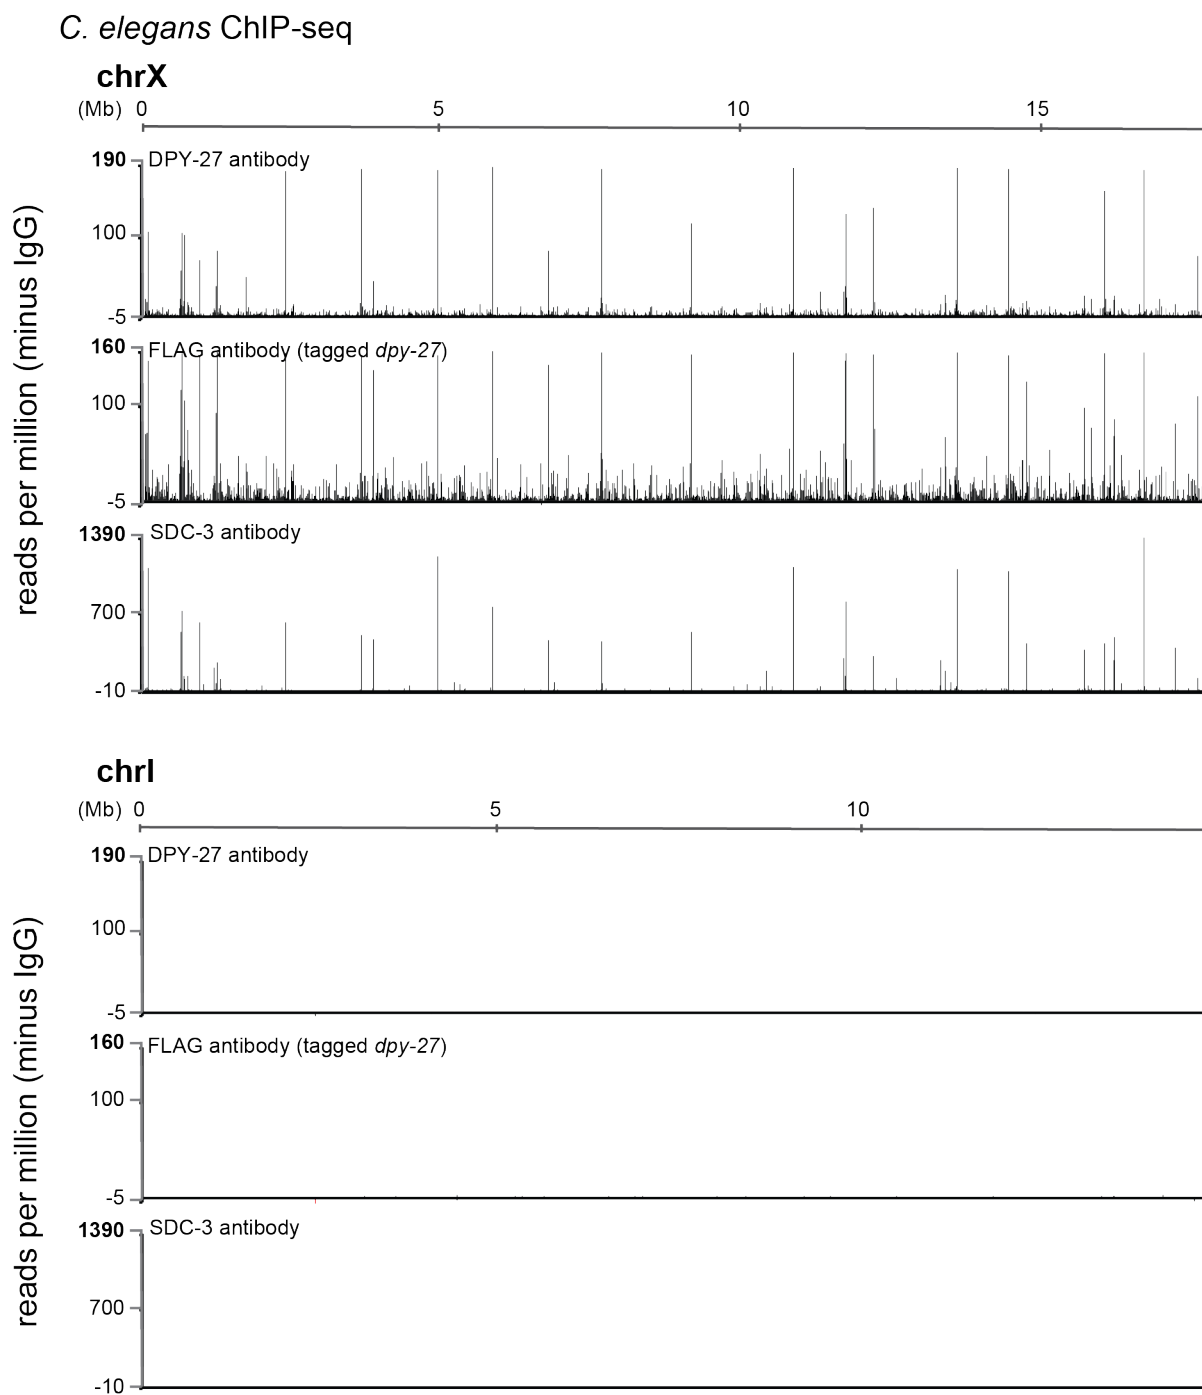 C. elegans ChIP-seq
chrX
(Mb) 0 5 10 15
reads per million (minus IgG)
190 DPY-27 antibody
100
-5
160 FLAG antibody (tagged dpy-27)
100
-5
1390 SDC-3 antibody
700
-10
chrI
(Mb) 0 5 10
reads per million (minus IgG)
190 DPY-27 antibody
100
-5
160 FLAG antibody (tagged dpy-27)
100
-5
1390 SDC-3 antibody
700
-10